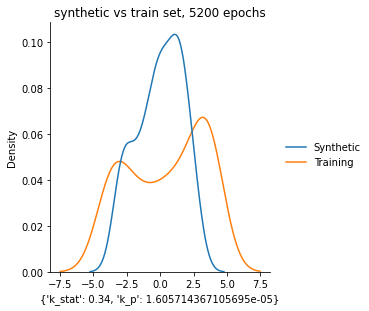 synthetic vs train set, 5200 epochs
0.10
0.08
0.06
0.04
0.02
0.00
Density
−7.5 −5.0 −2.5 0.0 2.5 5.0 7.5
{'k_stat': 0.34, 'k_p': 1.605714367105695e-05}
Synthetic
Training